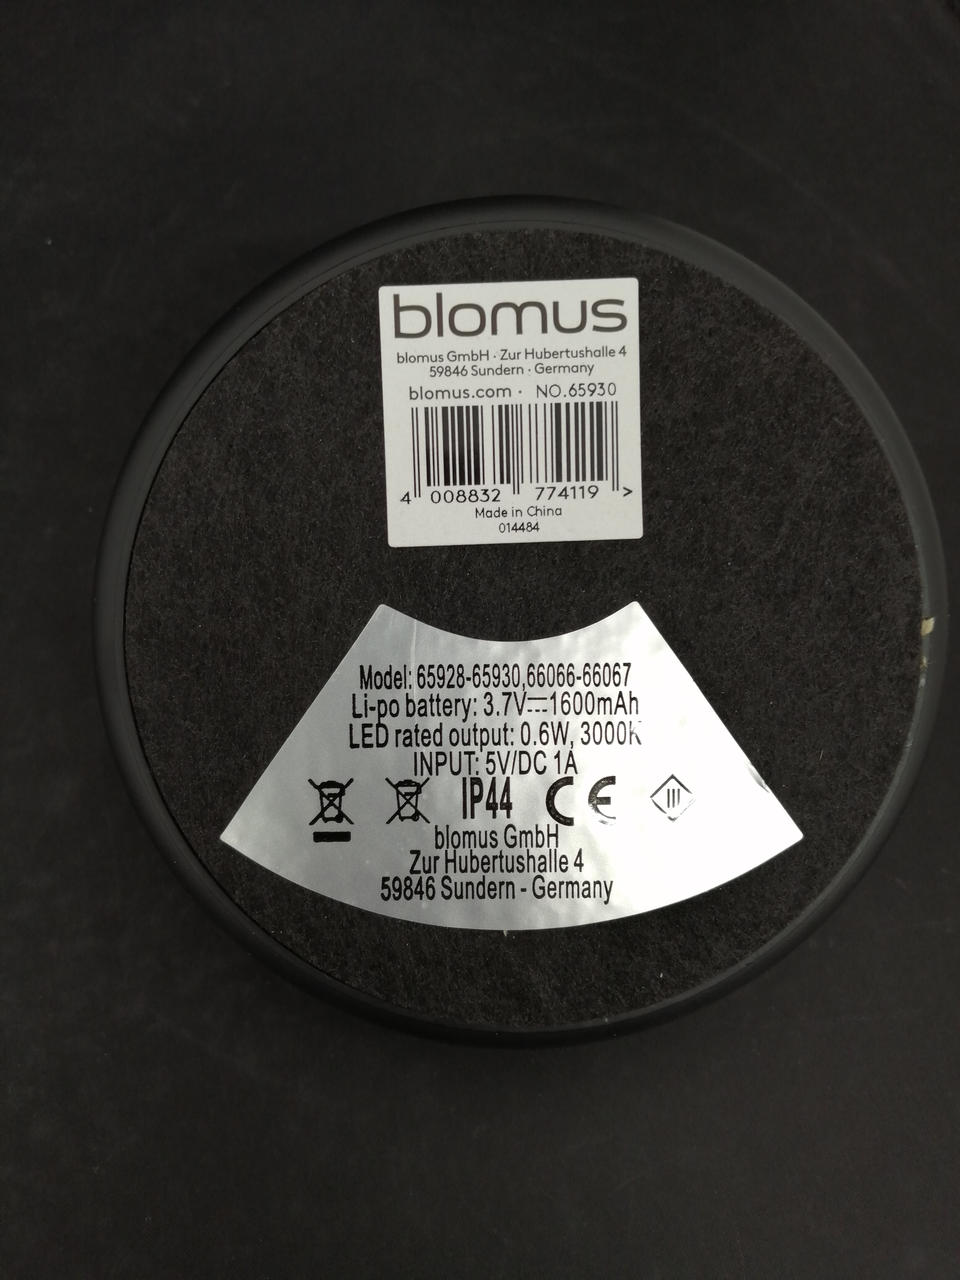 blomus
blomus GmbH · Zur Hubertushalle 4
59846 Sundern · Germany
blomus.com · NO.65930
4 008832 774119 >
Made in China
014484
Model: 65928-65930,66066-66067
Li-po battery: 3.7V⎓1600mAh
LED rated output: 0.6W, 3000K
INPUT: 5V/DC 1A
IP44 CE III
blomus GmbH
Zur Hubertushalle 4
59846 Sundern - Germany